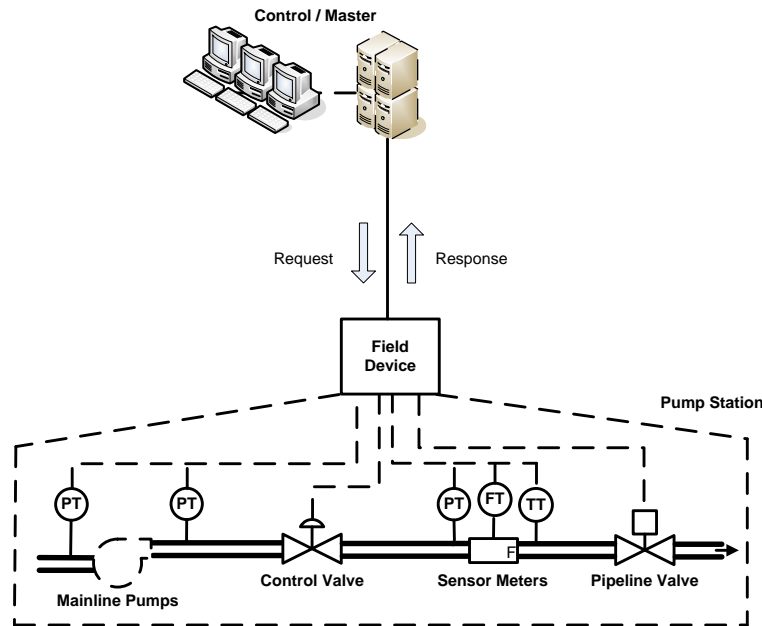 Control / Master
Request
Response
Field
Device
Pump Station
PT
PT
PT
FT
TT
F
Mainline Pumps
Control Valve
Sensor Meters
Pipeline Valve